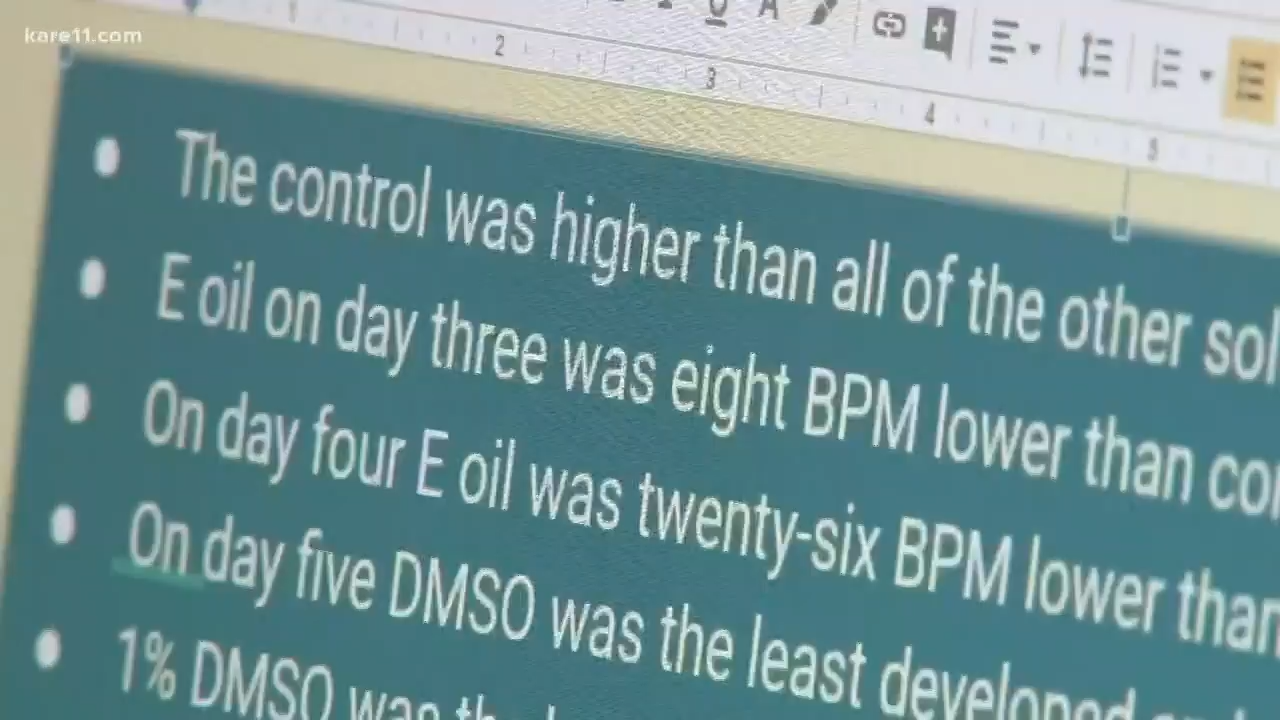 kare11.com
2
3
4
5
The control was higher than all of the other sol
E oil on day three was eight BPM lower than co
On day four E oil was twenty-six BPM lower than
On day five DMSO was the least developed
1% DMSO was the